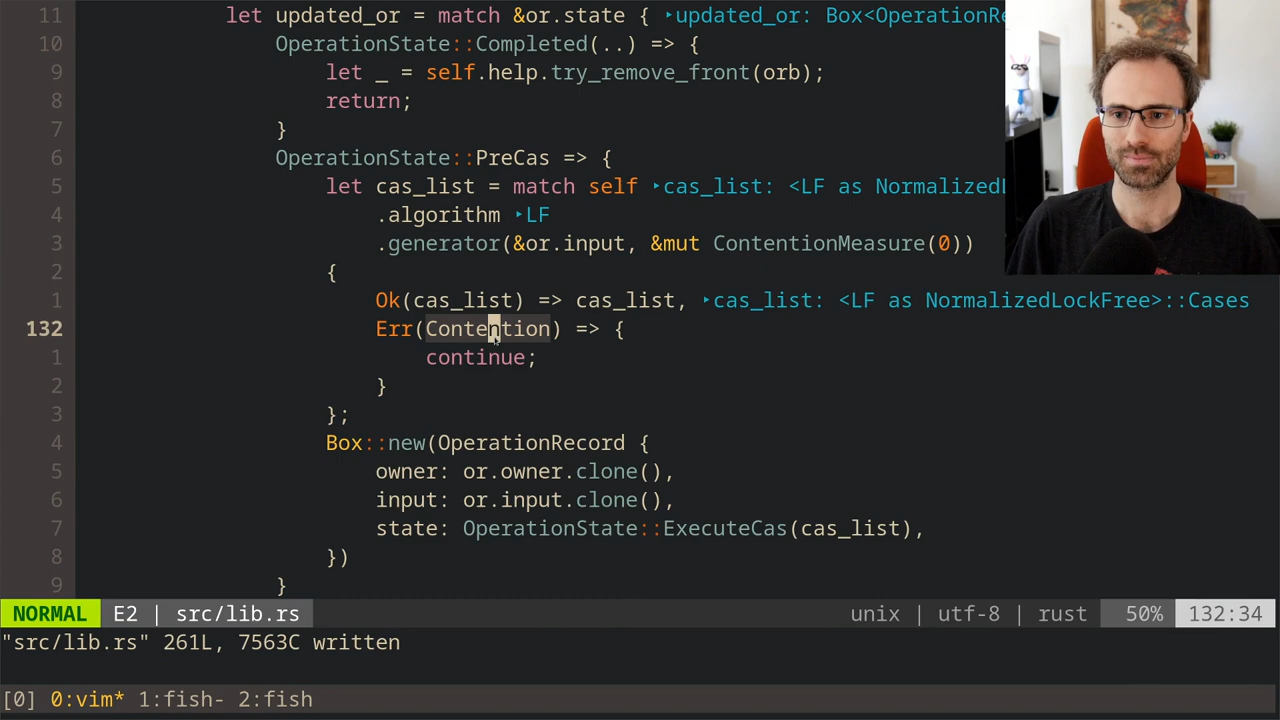 11 let updated_or = match &or.state { ‣updated_or: Box<OperationRe
10 OperationState::Completed(..) => {
9 let _ = self.help.try_remove_front(orb);
8 return;
7 }
6 OperationState::PreCas => {
5 let cas_list = match self ‣cas_list: <LF as NormalizedL
4 .algorithm ‣LF
3 .generator(&or.input, &mut ContentionMeasure(0))
2 {
1 Ok(cas_list) => cas_list, ‣cas_list: <LF as NormalizedLockFree>::Cases
132 Err(Contention) => {
1 continue;
2 }
3 };
4 Box::new(OperationRecord {
5 owner: or.owner.clone(),
6 input: or.input.clone(),
7 state: OperationState::ExecuteCas(cas_list),
8 })
9 }
NORMAL E2 | src/lib.rs unix | utf-8 | rust 50% 132:34
"src/lib.rs" 261L, 7563C written
[0] 0:vim* 1:fish- 2:fish